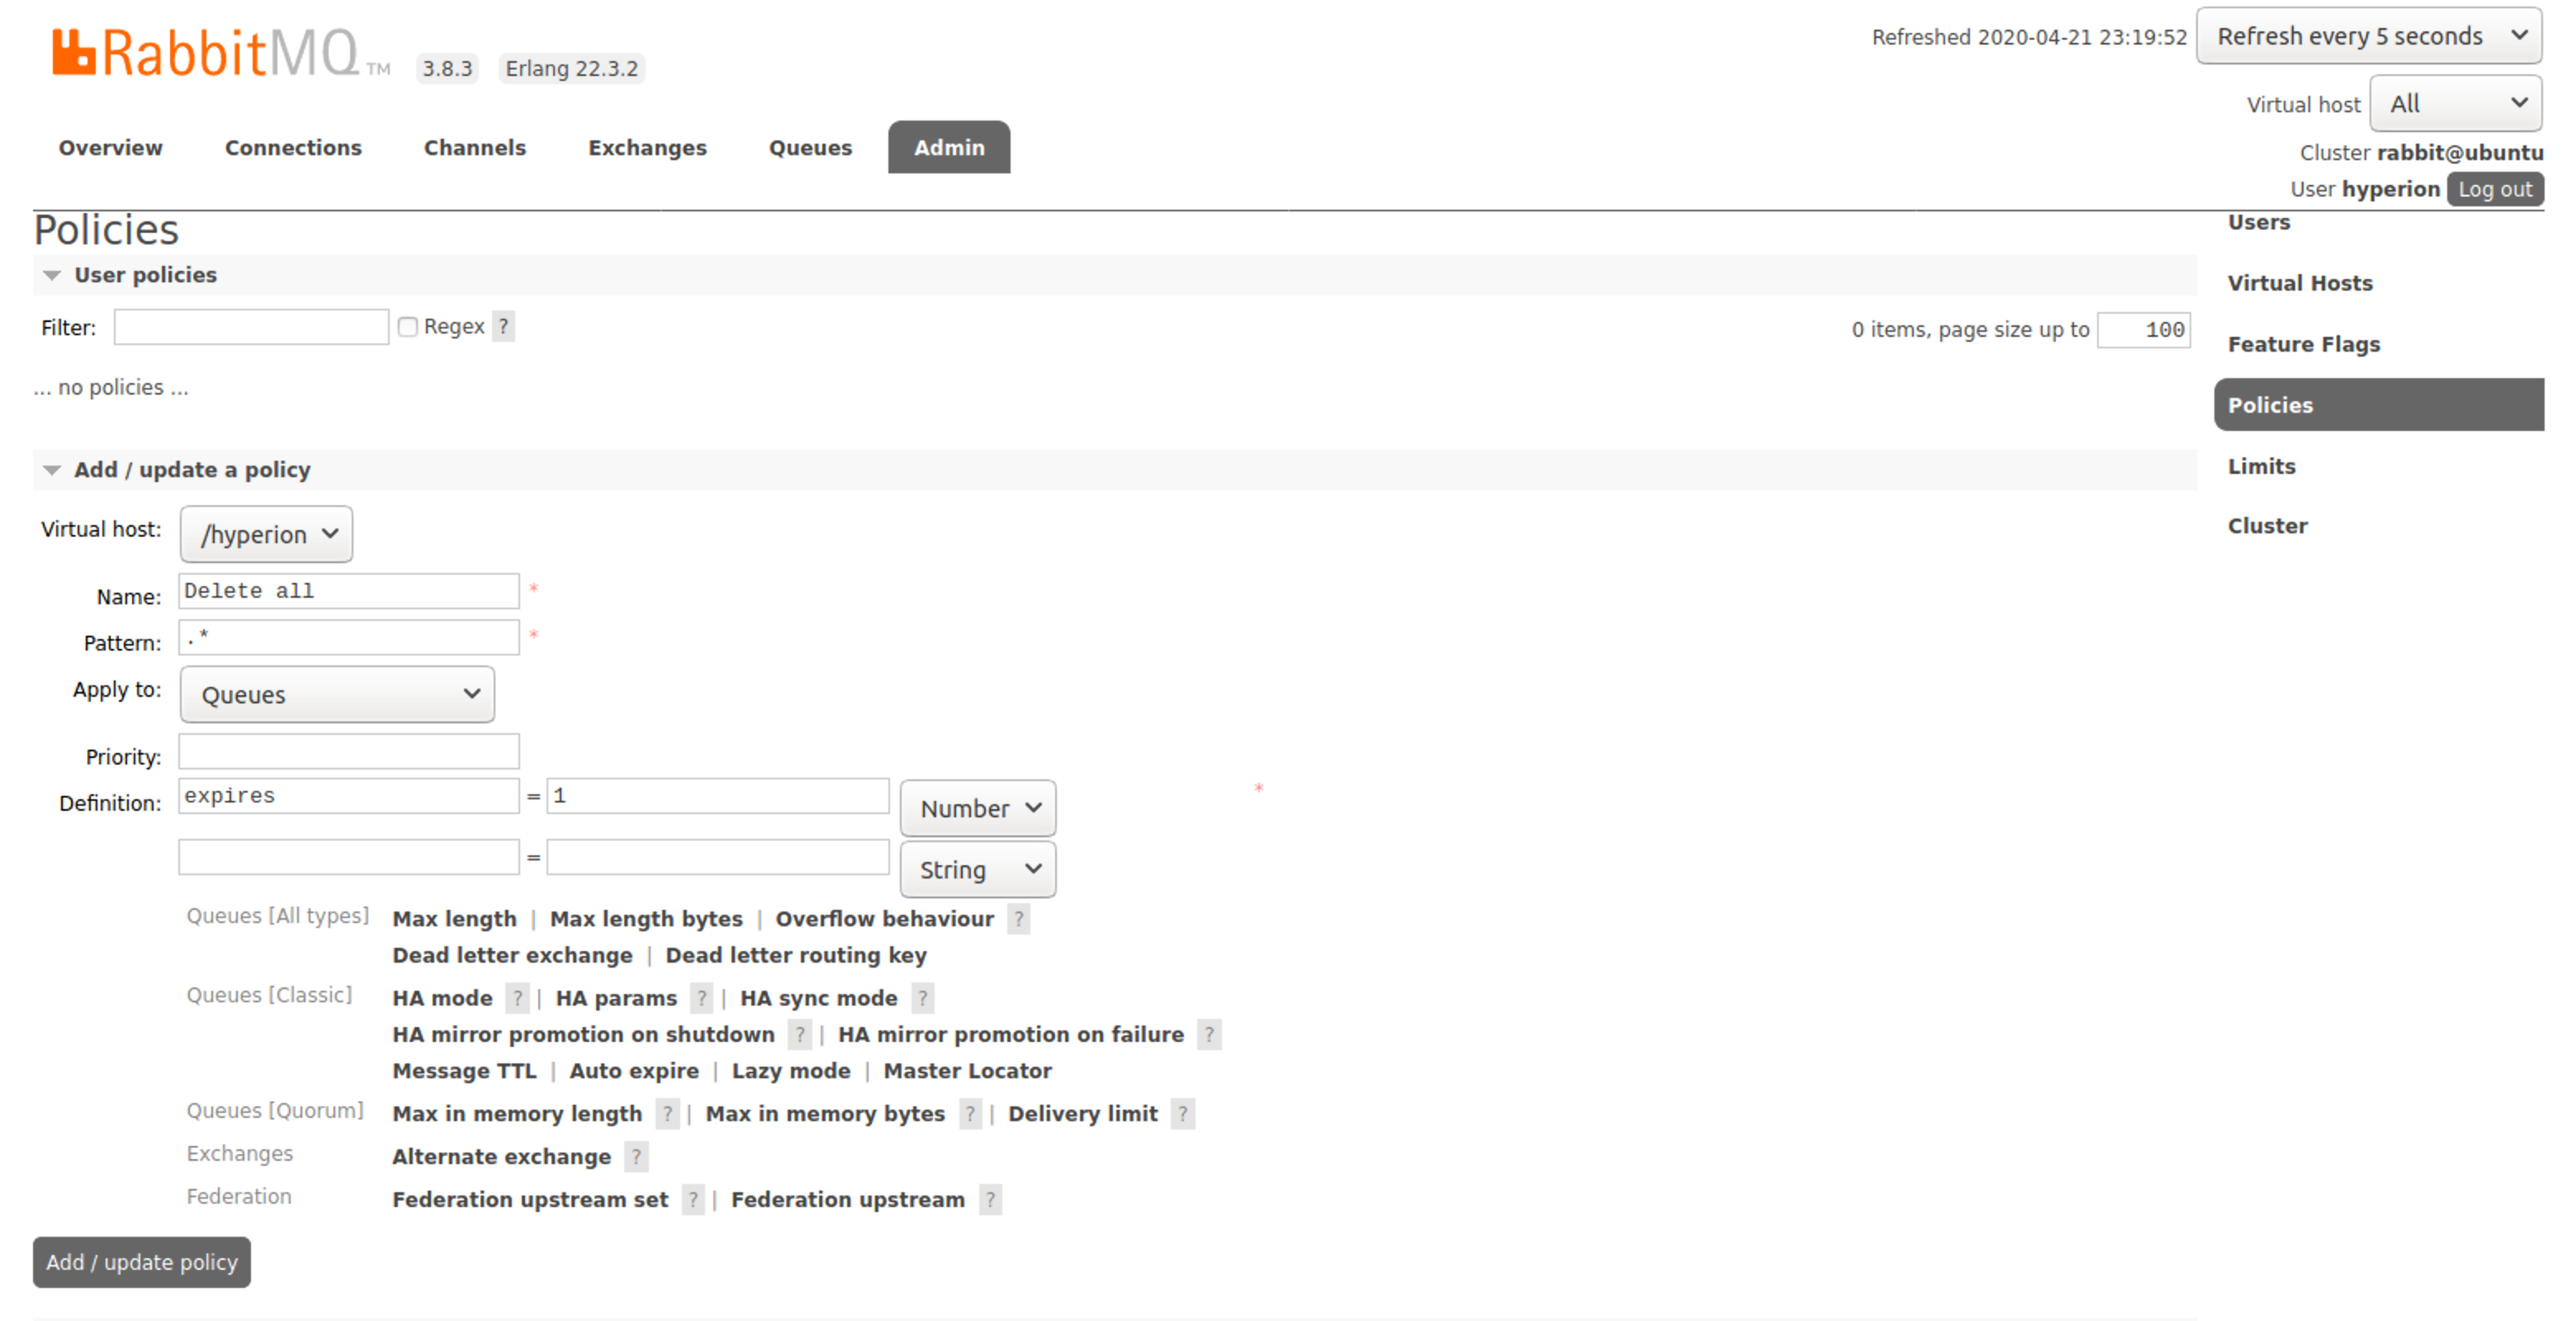 RabbitMQ TM 3.8.3 Erlang 22.3.2
Refreshed 2020-04-21 23:19:52 Refresh every 5 seconds
Virtual host All
Cluster rabbit@ubuntu
User hyperion Log out
Overview Connections Channels Exchanges Queues Admin
Policies
User policies
Filter: Regex ? 0 items, page size up to 100
... no policies ...
Add / update a policy
Virtual host: /hyperion
Name: Delete all *
Pattern: .* *
Apply to: Queues
Priority:
Definition: expires = 1 Number *
= String
Queues [All types] Max length | Max length bytes | Overflow behaviour ?
Dead letter exchange | Dead letter routing key
Queues [Classic] HA mode ? | HA params ? | HA sync mode ?
HA mirror promotion on shutdown ? | HA mirror promotion on failure ?
Message TTL | Auto expire | Lazy mode | Master Locator
Queues [Quorum] Max in memory length ? | Max in memory bytes ? | Delivery limit ?
Exchanges Alternate exchange ?
Federation Federation upstream set ? | Federation upstream ?
Add / update policy
Users
Virtual Hosts
Feature Flags
Policies
Limits
Cluster